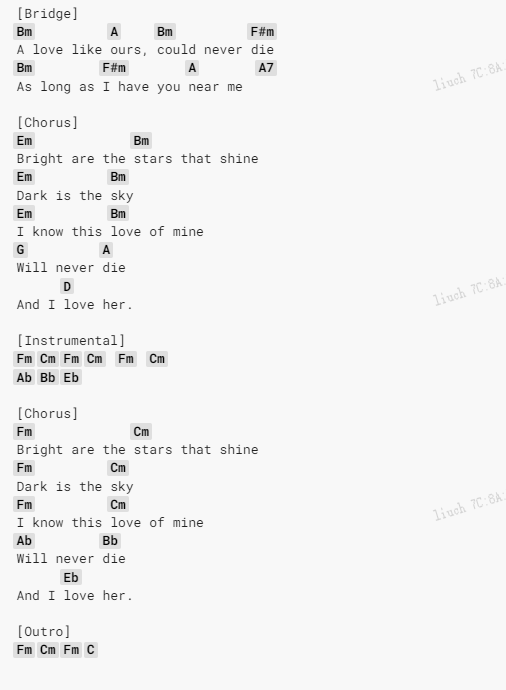 [Bridge]
Bm A Bm F#m
A love like ours, could never die
Bm F#m A A7
As long as I have you near me
[Chorus]
Em Bm
Bright are the stars that shine
Em Bm
Dark is the sky
Em Bm
I know this love of mine
G A
Will never die
D
And I love her.
[Instrumental]
Fm Cm Fm Cm Fm Cm
Ab Bb Eb
[Chorus]
Fm Cm
Bright are the stars that shine
Fm Cm
Dark is the sky
Fm Cm
I know this love of mine
Ab Bb
Will never die
Eb
And I love her.
[Outro]
Fm Cm Fm C
liuch 7C:8A:
liuch 7C:8A:
liuch 7C:8A: